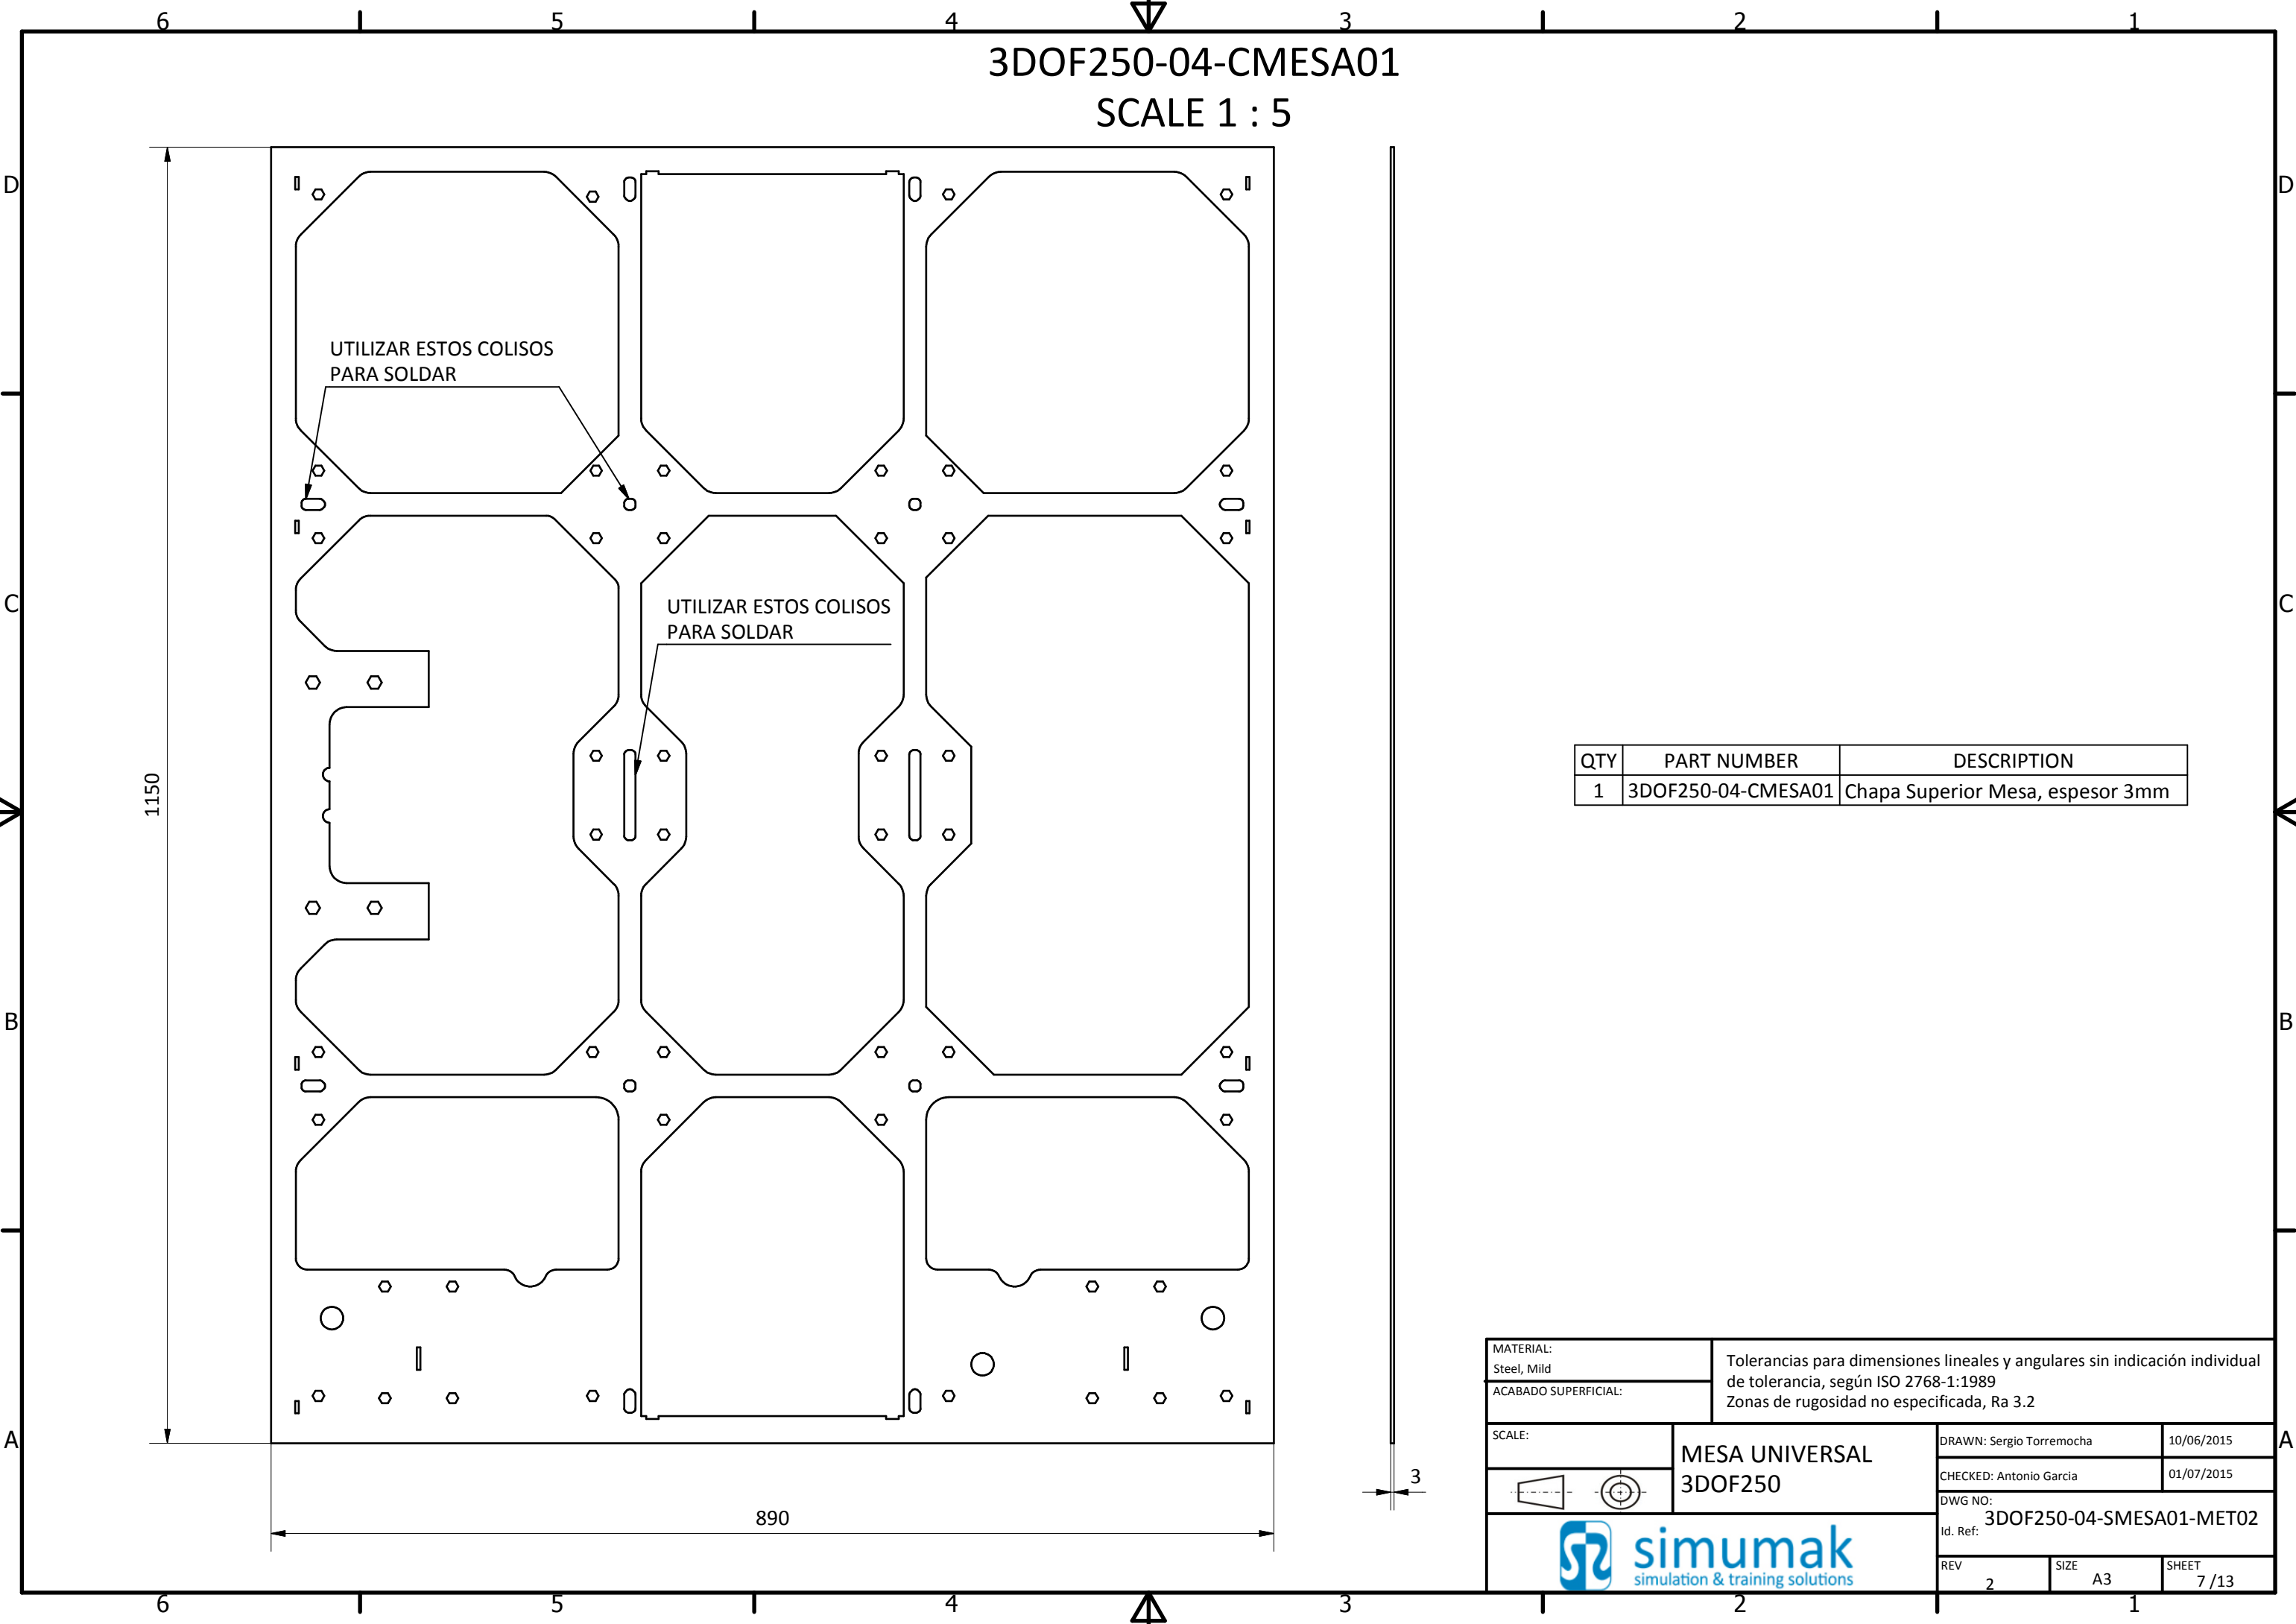 6 5 4 3 2 1
3DOF250-04-CMESA01
SCALE 1 : 5
D D
UTILIZAR ESTOS COLISOS
PARA SOLDAR
C C
UTILIZAR ESTOS COLISOS
PARA SOLDAR
1150
QTY PART NUMBER DESCRIPTION
1 3DOF250-04-CMESA01 Chapa Superior Mesa, espesor 3mm
B B
MATERIAL:
Steel, Mild
ACABADO SUPERFICIAL:
Tolerancias para dimensiones lineales y angulares sin indicación individual
de tolerancia, según ISO 2768-1:1989
Zonas de rugosidad no especificada, Ra 3.2
A A
SCALE:
MESA UNIVERSAL
3DOF250
DRAWN: Sergio Torremocha 10/06/2015
CHECKED: Antonio Garcia 01/07/2015
DWG NO:
3DOF250-04-SMESA01-MET02
Id. Ref:
3
890
simumak
simulation & training solutions
REV SIZE SHEET
2 A3 7 /13
6 5 4 3 2 1